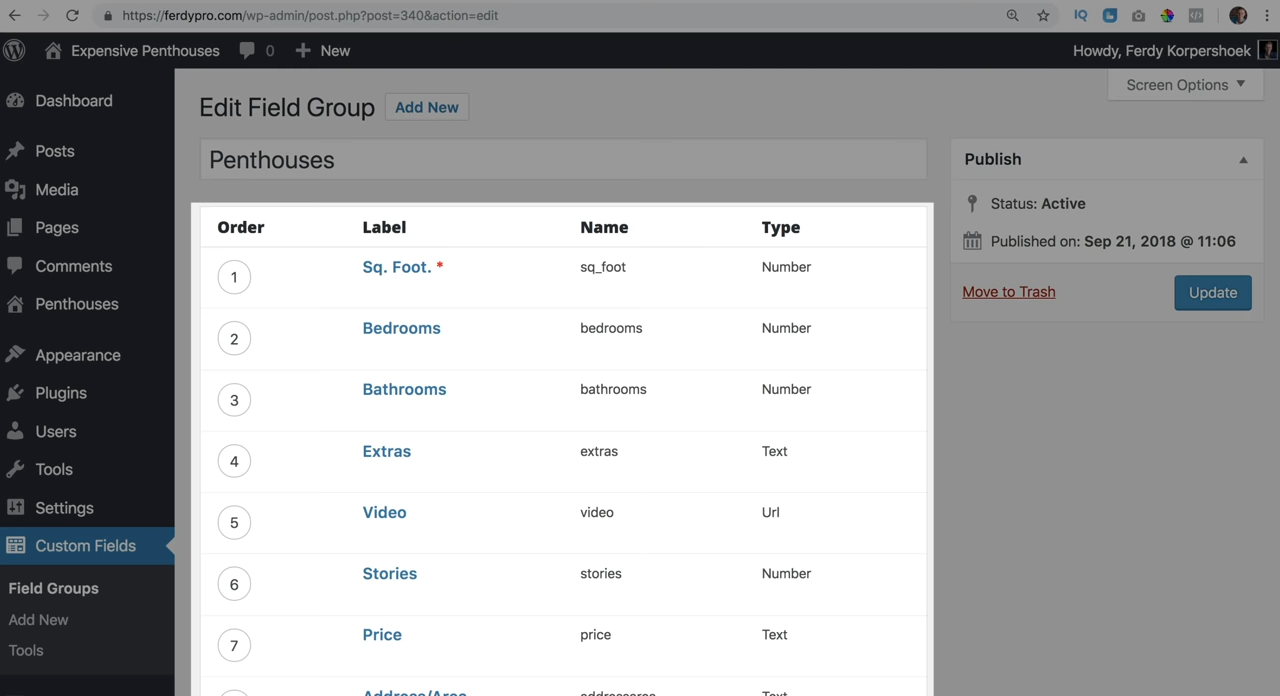 https://ferdypro.com/wp-admin/post.php?post=340&action=edit
IQ
Expensive Penthouses 0 New Howdy, Ferdy Korpershoek
Dashboard
Posts
Media
Pages
Comments
Penthouses
Appearance
Plugins
Users
Tools
Settings
Custom Fields
Field Groups
Add New
Tools
Screen Options
Edit Field Group Add New
Penthouses
Order Label Name Type
1 Sq. Foot. * sq_foot Number
2 Bedrooms bedrooms Number
3 Bathrooms bathrooms Number
4 Extras extras Text
5 Video video Url
6 Stories stories Number
7 Price price Text
Address/Area addressarea Text
Publish
Status: Active
Published on: Sep 21, 2018 @ 11:06
Move to Trash Update